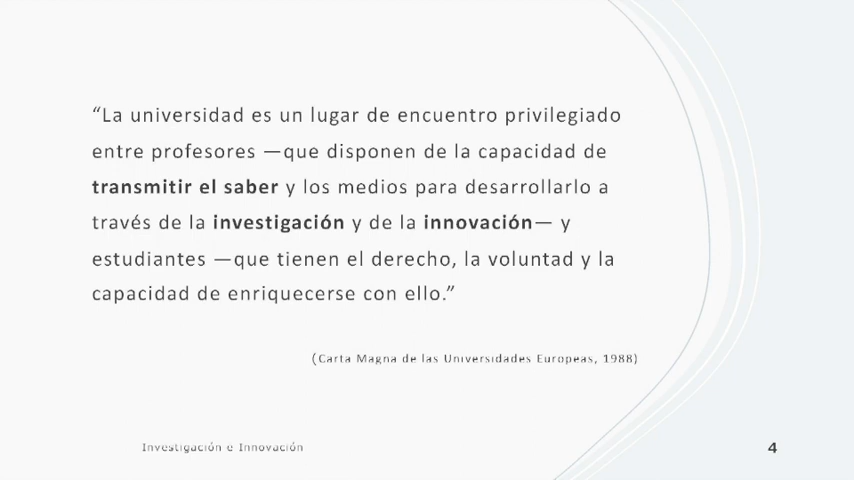 “La universidad es un lugar de encuentro privilegiado
entre profesores —que disponen de la capacidad de
transmitir el saber y los medios para desarrollarlo a
través de la investigación y de la innovación— y
estudiantes —que tienen el derecho, la voluntad y la
capacidad de enriquecerse con ello.”
(Carta Magna de las Universidades Europeas, 1988)
Investigación e Innovación
4